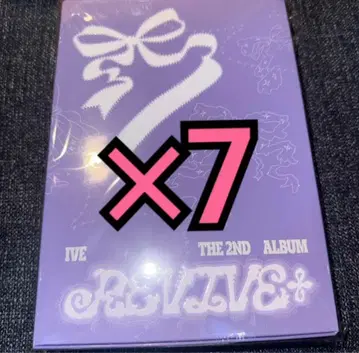 ×7
IVE THE 2ND ALBUM
REVIVE+